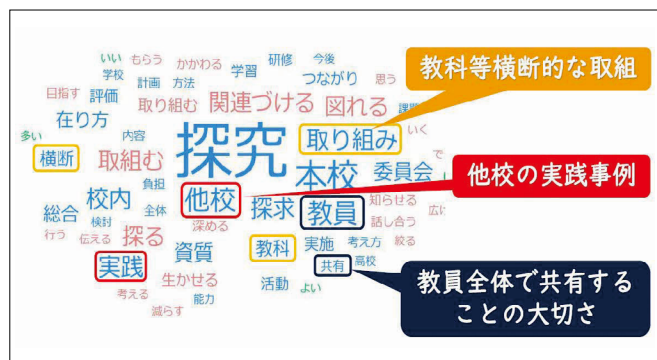 いい もらう かかわる 研修 今後
学校 計画 方法 学習 つながり 思う
目指す 評価 取り組む 関連づける 図れる
在り方
多い 内容 探究 取り組み いく
横断 取組む 本校 委員会 で
負担
校内 他校 探求 教員 知らせる
総合 検討 全体 深める 話し合う
行う 伝える 探る 資質 教科 実施 考え方 絞る
実践 生かせる 共有 高校
考える 能力 活動 よい
減らす
教科等横断的な取組
他校の実践事例
教員全体で共有する
ことの大切さ